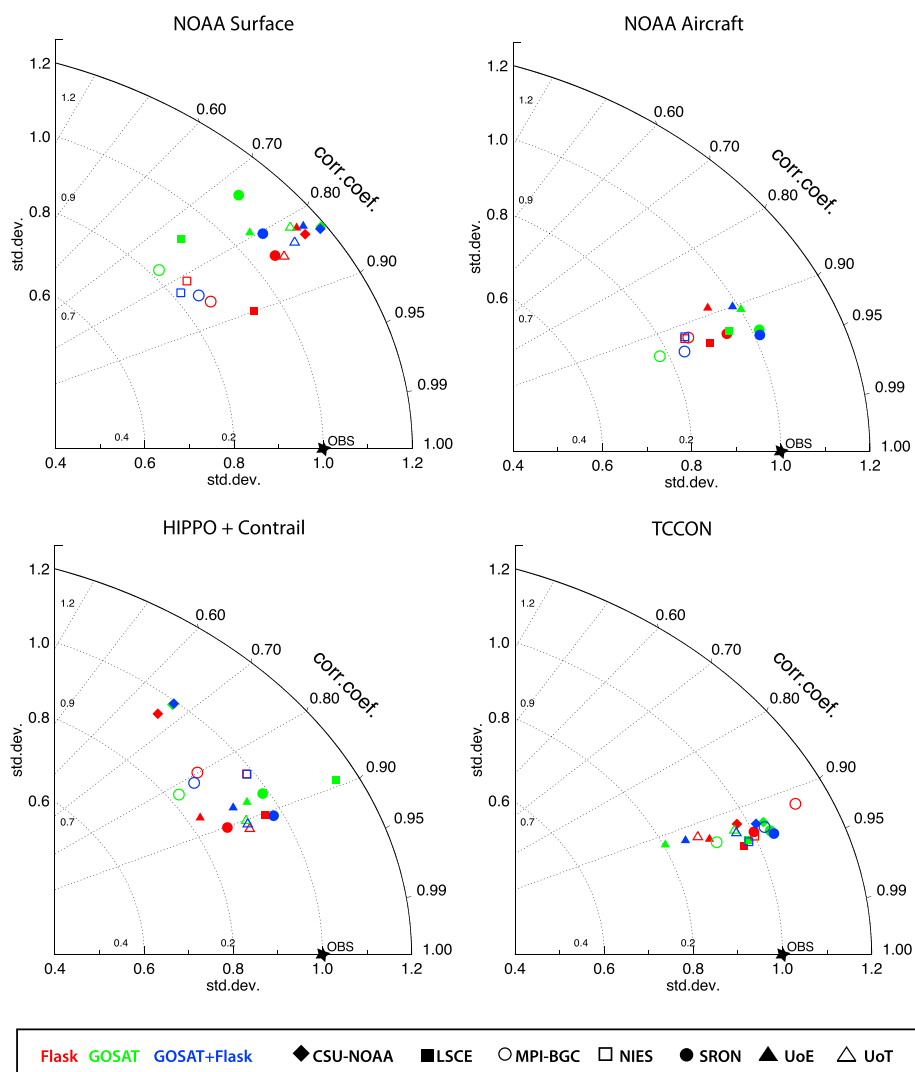 NOAA Surface
1.2
1.0
0.8
0.6
std.dev.
1.2
0.9
0.7
0.4
0.2
0.60
0.70
0.80
0.90
0.95
0.99
1.00
corr.coef.
OBS
0.4 0.6 0.8 1.0 1.2
std.dev.
NOAA Aircraft
1.2
1.0
0.8
0.6
std.dev.
1.2
0.9
0.7
0.4
0.2
0.60
0.70
0.80
0.90
0.95
0.99
1.00
corr.coef.
OBS
0.4 0.6 0.8 1.0 1.2
std.dev.
HIPPO + Contrail
1.2
1.0
0.8
0.6
std.dev.
1.2
0.9
0.7
0.4
0.2
0.60
0.70
0.80
0.90
0.95
0.99
1.00
corr.coef.
OBS
0.4 0.6 0.8 1.0 1.2
std.dev.
TCCON
1.2
1.0
0.8
0.6
std.dev.
1.2
0.9
0.7
0.4
0.2
0.60
0.70
0.80
0.90
0.95
0.99
1.00
corr.coef.
OBS
0.4 0.6 0.8 1.0 1.2
std.dev.
Flask GOSAT GOSAT+Flask CSU-NOAA LSCE MPI-BGC NIES SRON UoE UoT